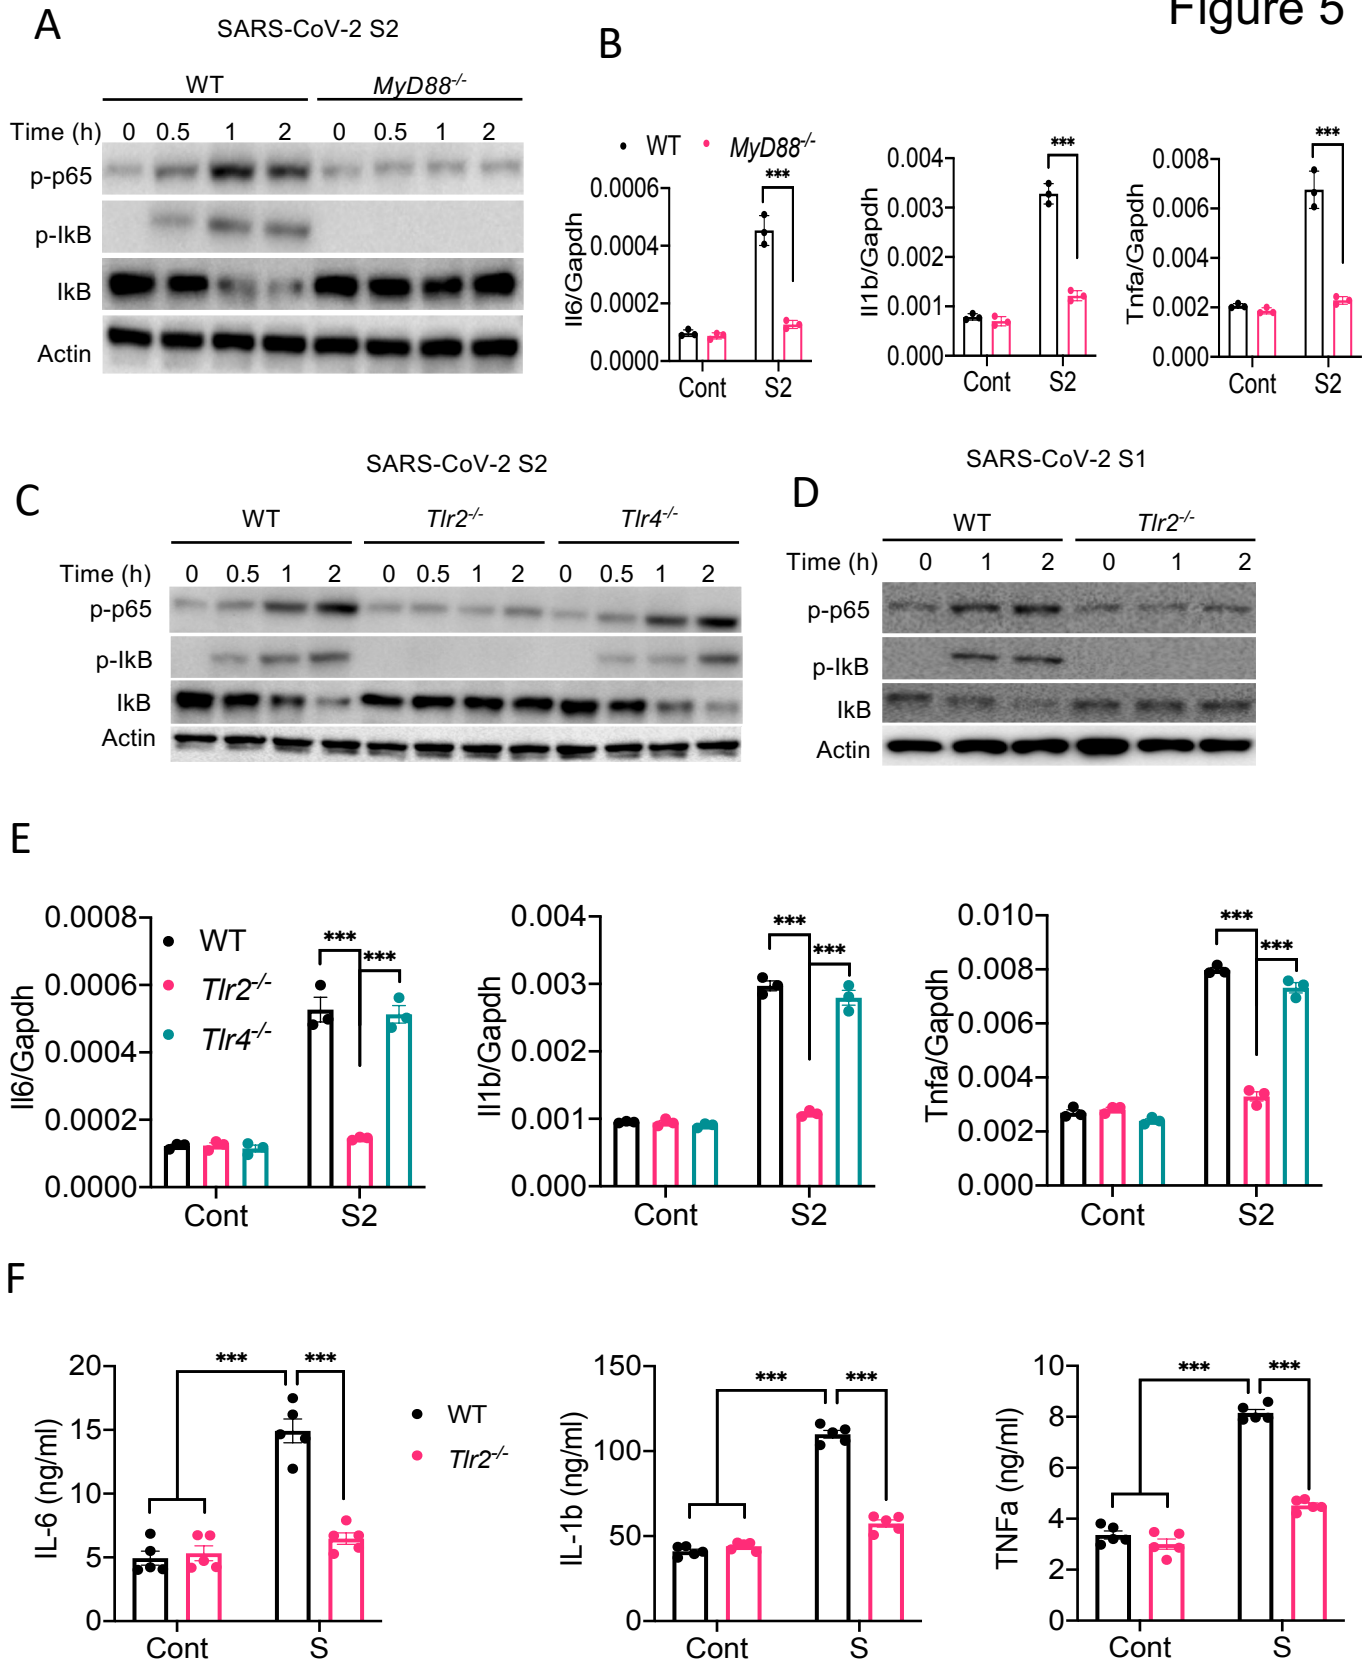 Figure 5
A
SARS-CoV-2 S2
WT MyD88-/-
Time (h) 0 0.5 1 2 0 0.5 1 2
p-p65
p-IkB
IkB
Actin
B
WT MyD88-/-
Il6/Gapdh
0.0006
0.0004
0.0002
0.0000
***
Cont S2
Il1b/Gapdh
0.004
0.003
0.002
0.001
0.000
***
Cont S2
Tnfa/Gapdh
0.008
0.006
0.004
0.002
0.000
***
Cont S2
C
SARS-CoV-2 S2
WT Tlr2-/- Tlr4-/-
Time (h) 0 0.5 1 2 0 0.5 1 2 0 0.5 1 2
p-p65
p-IkB
IkB
Actin
D
SARS-CoV-2 S1
WT Tlr2-/-
Time (h) 0 1 2 0 1 2
p-p65
p-IkB
IkB
Actin
E
WT
Tlr2-/-
Tlr4-/-
Il6/Gapdh
0.0008
0.0006
0.0004
0.0002
0.0000
***
***
Cont S2
Il1b/Gapdh
0.004
0.003
0.002
0.001
0.000
***
***
Cont S2
Tnfa/Gapdh
0.010
0.008
0.006
0.004
0.002
0.000
***
***
Cont S2
F
IL-6 (ng/ml)
20
15
10
5
0
*** ***
Cont S
WT
Tlr2-/-
IL-1b (ng/ml)
150
100
50
0
*** ***
Cont S
TNFa (ng/ml)
10
8
6
4
2
0
*** ***
Cont S